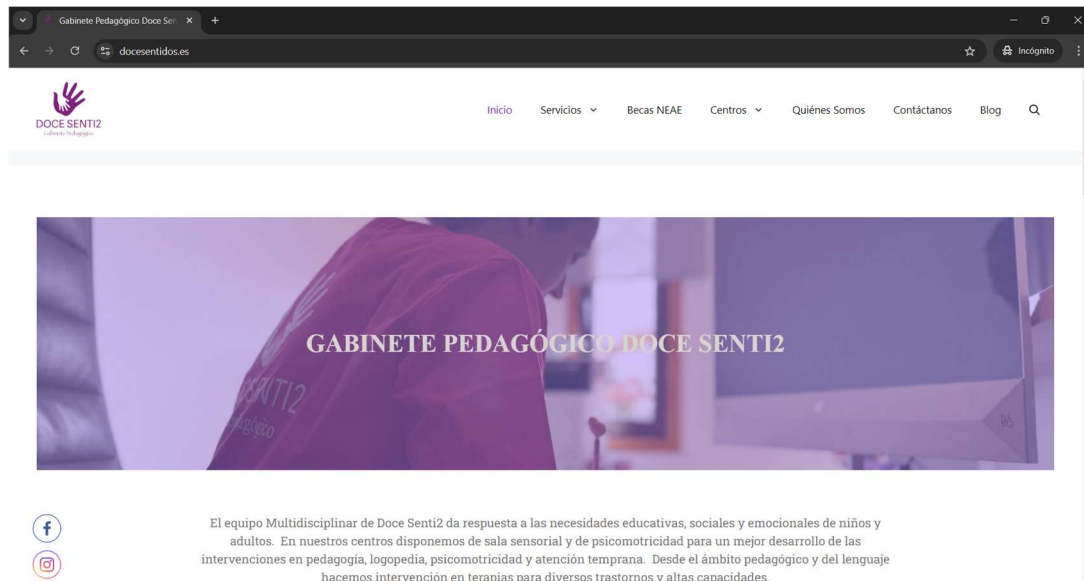 Gabinete Pedagógico Doce Sen
docesentidos.es
Incógnito
DOCE SENTI2
Gabinete Pedagógico
Inicio
Servicios
Becas NEAE
Centros
Quiénes Somos
Contáctanos
Blog
GABINETE PEDAGÓGICO DOCE SENTI2
El equipo Multidisciplinar de Doce Senti2 da respuesta a las necesidades educativas, sociales y emocionales de niños y
adultos. En nuestros centros disponemos de sala sensorial y de psicomotricidad para un mejor desarrollo de las
intervenciones en pedagogía, logopedia, psicomotricidad y atención temprana. Desde el ámbito pedagógico y del lenguaje
hacemos intervención en terapias para diversos trastornos y altas capacidades.